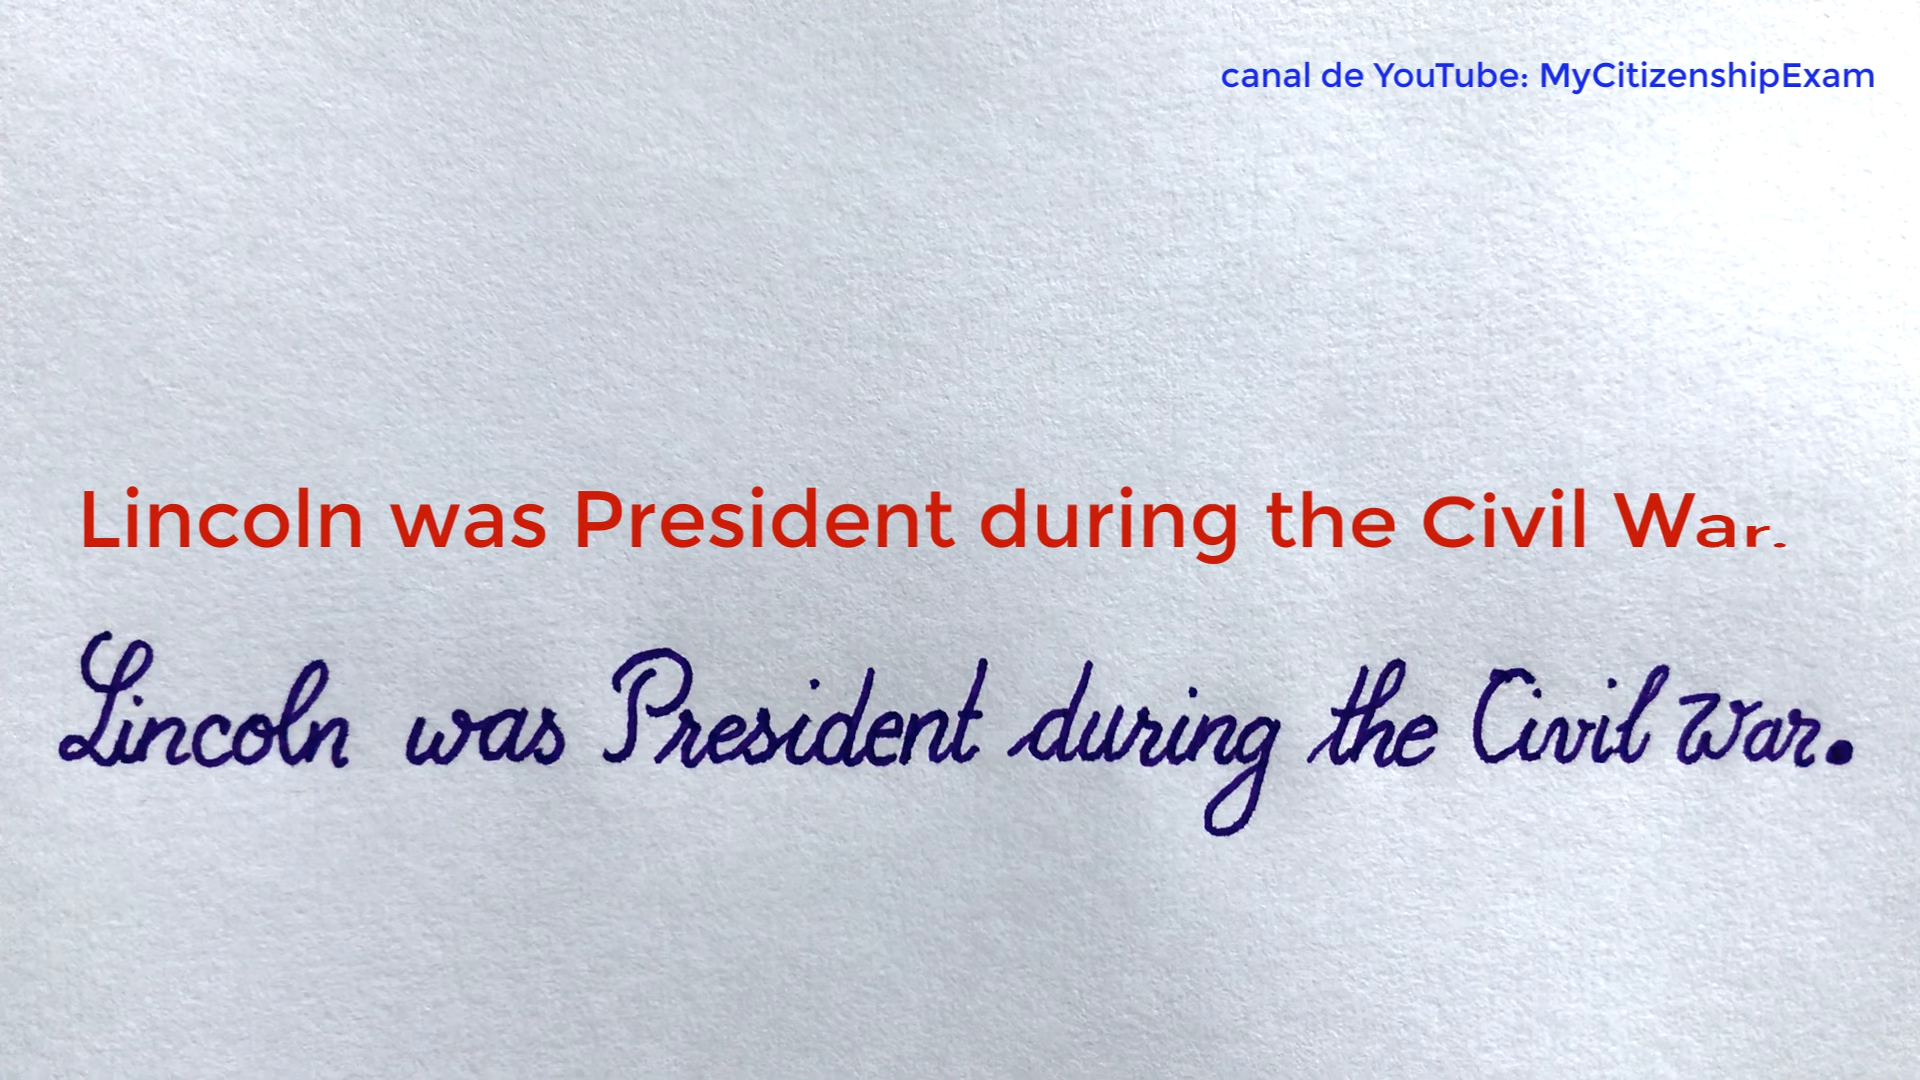 canal de YouTube: MyCitizenshipExam
Lincoln was President during the Civil War.
Lincoln was President during the Civil War.